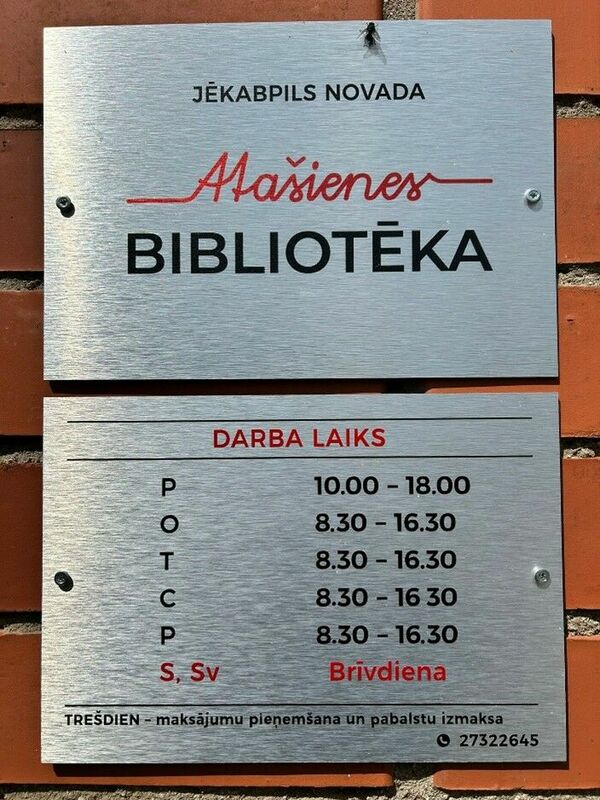 JĒKABPILS NOVADA
Atašienes
BIBLIOTĒKA
DARBA LAIKS
P 10.00 – 18.00
O 8.30 – 16.30
T 8.30 – 16.30
C 8.30 – 16 30
P 8.30 – 16.30
S, Sv Brīvdiena
TREŠDIEN – maksājumu pieņemšana un pabalstu izmaksa
27322645